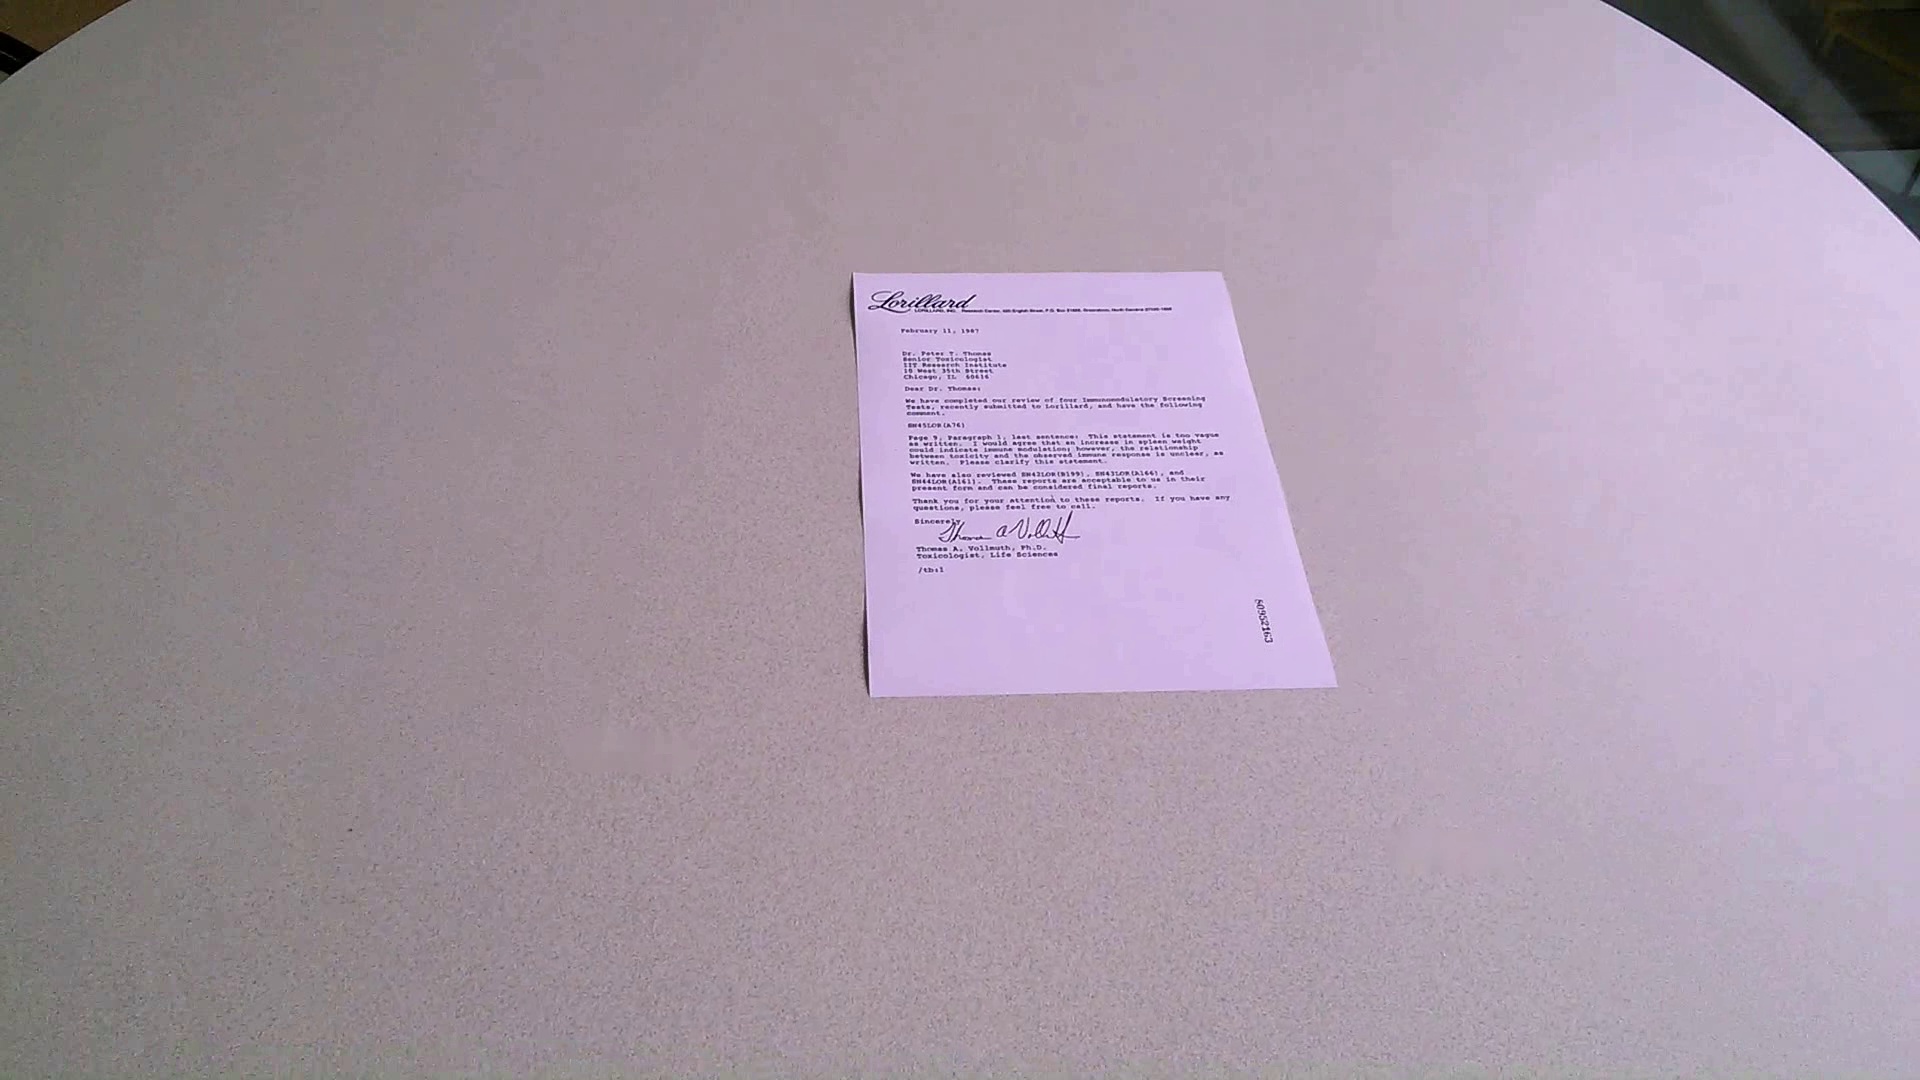 Lorillard
LORILLARD, INC. Research Center, 420 English Street, P.O. Box 21688, Greensboro, North Carolina 27420-1688
February 11, 1987
Dr. Peter T. Thomas
Senior Toxicologist
IIT Research Institute
10 West 35th Street
Chicago, IL 60616
Dear Dr. Thomas:
We have completed our review of four Immunomodulatory Screening
Tests, recently submitted to Lorillard, and have the following
comment.
SN45LOR(A76)
Page 9, Paragraph 1, last sentence: This statement is too vague
as written. I would agree that an increase in spleen weight
could indicate immune modulation; however, the relationship
between toxicity and the observed immune response is unclear, as
written. Please clarify this statement.
We have also reviewed SN42LOR(B199), SN43LOR(A166), and
SN44LOR(A161). These reports are acceptable to us in their
present form and can be considered final reports.
Thank you for your attention to these reports. If you have any
questions, please feel free to call.
Sincerely,
Thomas A Vollmuth
Thomas A. Vollmuth, Ph.D.
Toxicologist, Life Sciences
/tb:l
80952163